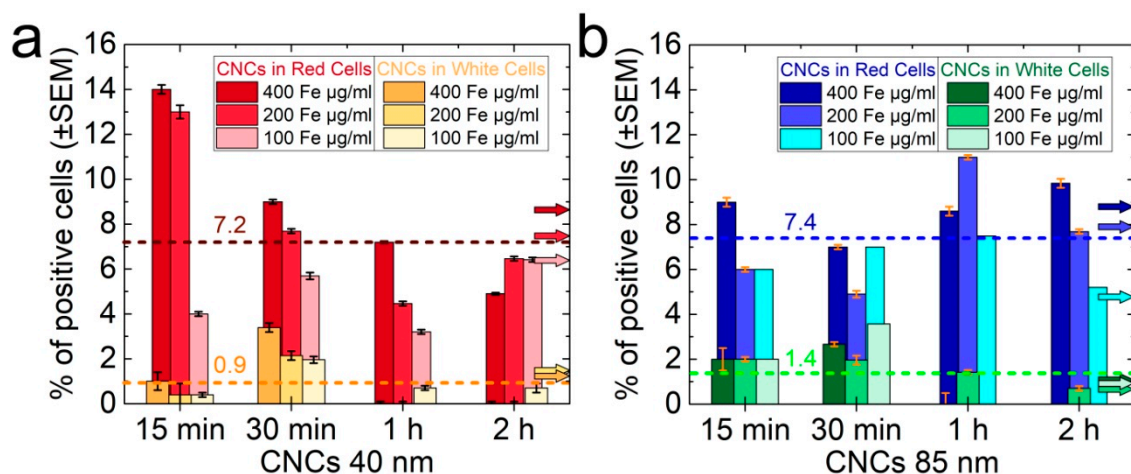 a
% of positive cells (±SEM)
16
14
12
10
8
6
4
2
0
CNCs in Red Cells CNCs in White Cells
400 Fe µg/ml 400 Fe µg/ml
200 Fe µg/ml 200 Fe µg/ml
100 Fe µg/ml 100 Fe µg/ml
7.2
0.9
15 min 30 min 1 h 2 h
CNCs 40 nm
b
% of positive cells (±SEM)
16
14
12
10
8
6
4
2
0
CNCs in Red Cells CNCs in White Cells
400 Fe µg/ml 400 Fe µg/ml
200 Fe µg/ml 200 Fe µg/ml
100 Fe µg/ml 100 Fe µg/ml
7.4
1.4
15 min 30 min 1 h 2 h
CNCs 85 nm